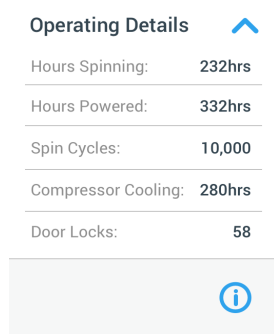 Operating Details
Hours Spinning: 232hrs
Hours Powered: 332hrs
Spin Cycles: 10,000
Compressor Cooling: 280hrs
Door Locks: 58